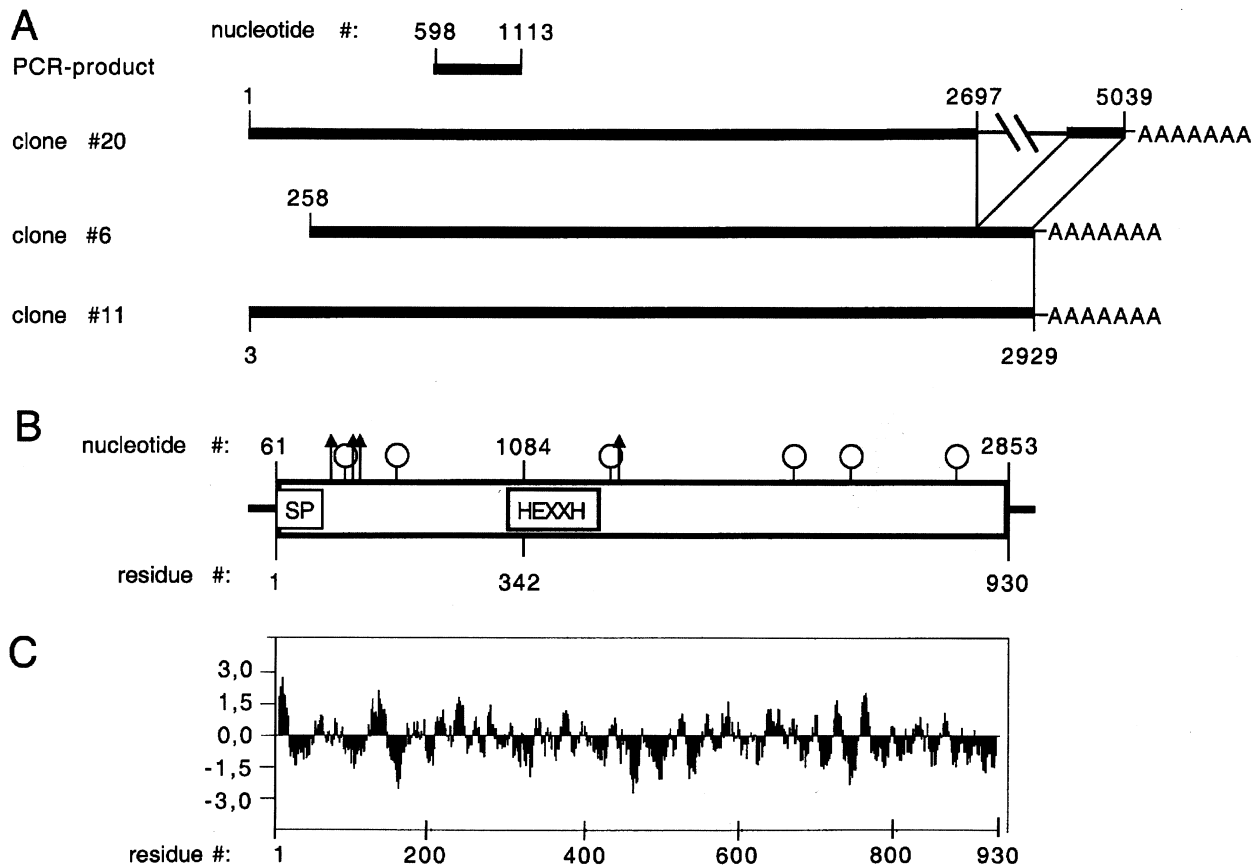 A
nucleotide #: 598 1113
PCR-product
1 2697 5039
clone #20 AAAAAAA
258
clone #6 AAAAAAA
clone #11 AAAAAAA
3 2929
B
nucleotide #: 61 1084 2853
SP HEXXH
residue #: 1 342 930
C
3,0
1,5
0,0
-1,5
-3,0
residue #: 1 200 400 600 800 930